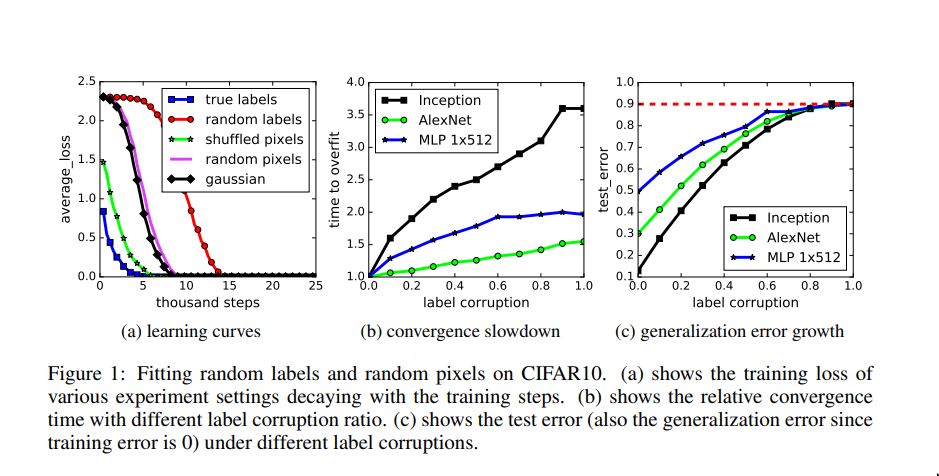 2.5
2.0
1.5
1.0
0.5
0.0
0 5 10 15 20 25
average_loss
thousand steps
true labels
random labels
shuffled pixels
random pixels
gaussian
(a) learning curves
4.0
3.5
3.0
2.5
2.0
1.5
1.0
0.0 0.2 0.4 0.6 0.8 1.0
time to overfit
label corruption
Inception
AlexNet
MLP 1x512
(b) convergence slowdown
1.0
0.9
0.8
0.7
0.6
0.5
0.4
0.3
0.2
0.1
0.0 0.2 0.4 0.6 0.8 1.0
test_error
label corruption
Inception
AlexNet
MLP 1x512
(c) generalization error growth
Figure 1: Fitting random labels and random pixels on CIFAR10. (a) shows the training loss of
various experiment settings decaying with the training steps. (b) shows the relative convergence
time with different label corruption ratio. (c) shows the test error (also the generalization error since
training error is 0) under different label corruptions.